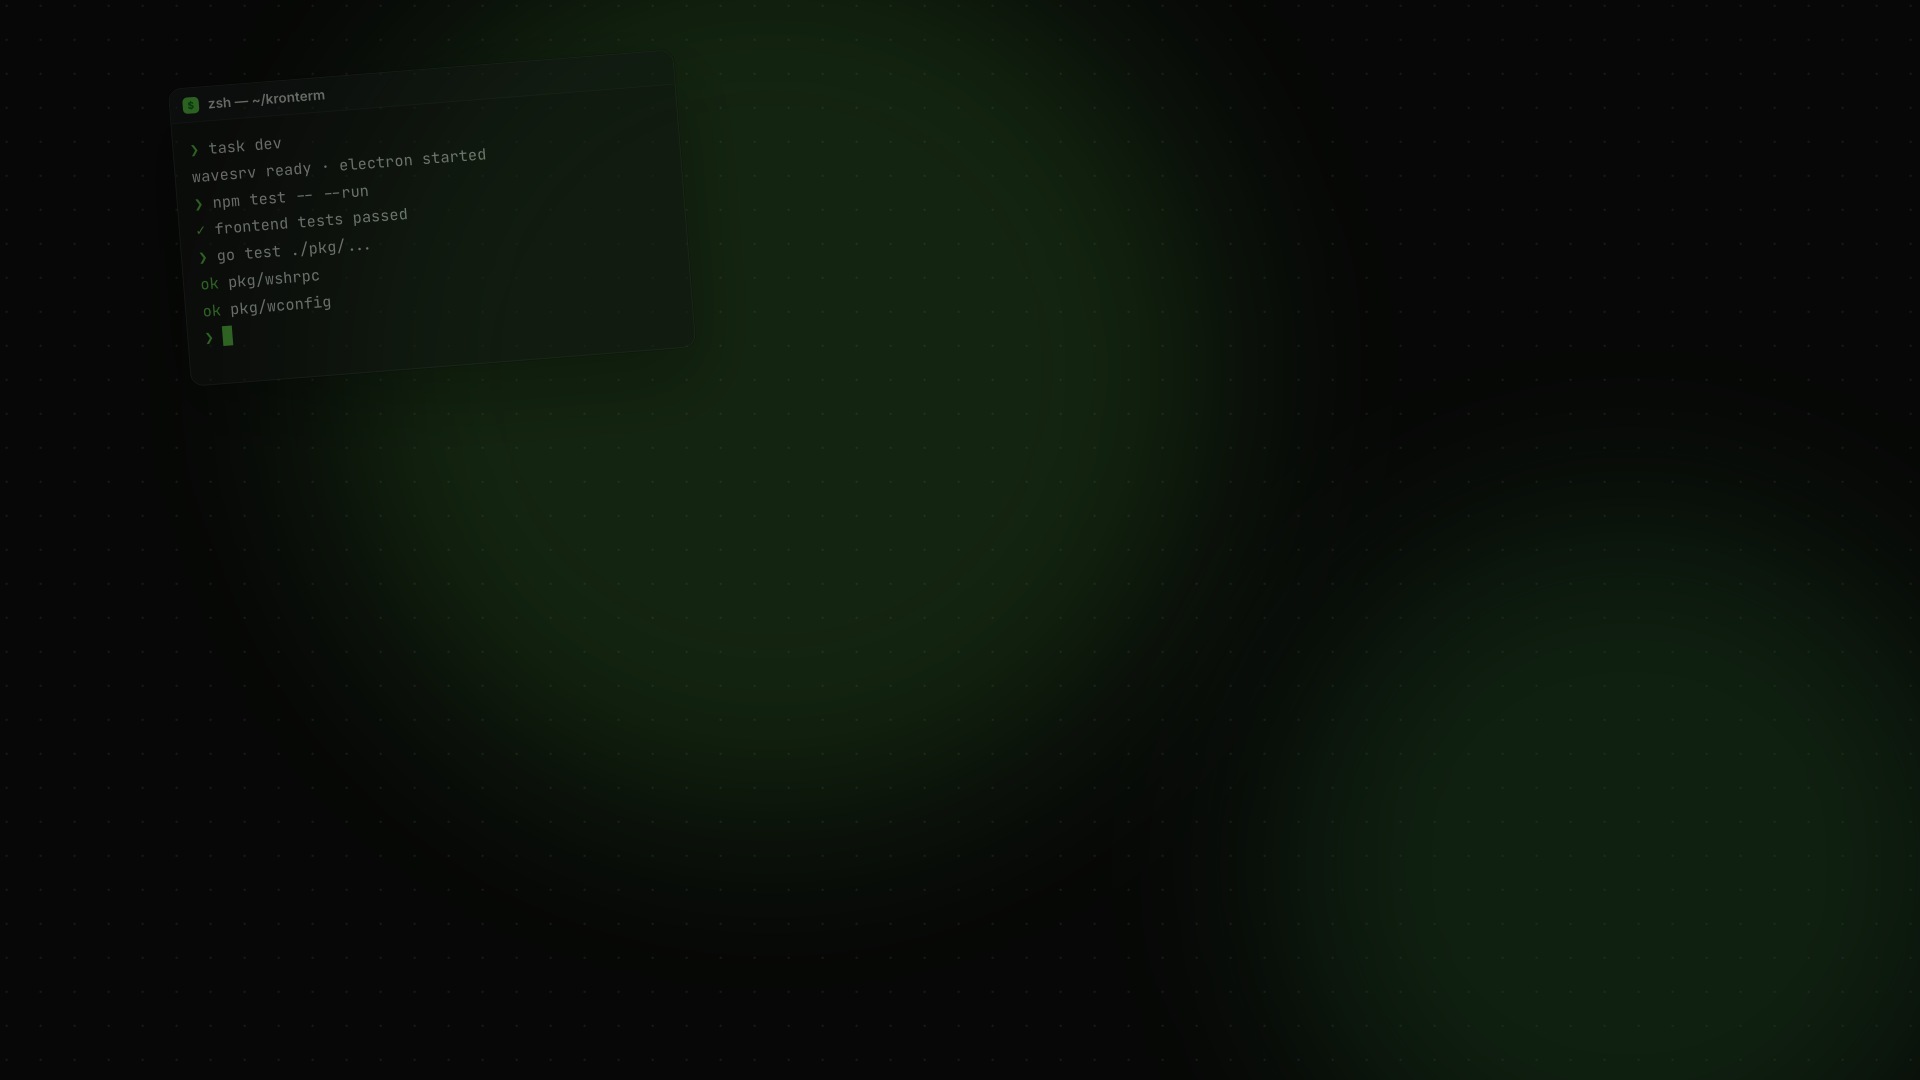 $ zsh — ~/kronterm
❯ task dev
wavesrv ready · electron started
❯ npm test -- --run
✓ frontend tests passed
❯ go test ./pkg/...
ok pkg/wshrpc
ok pkg/wconfig
❯